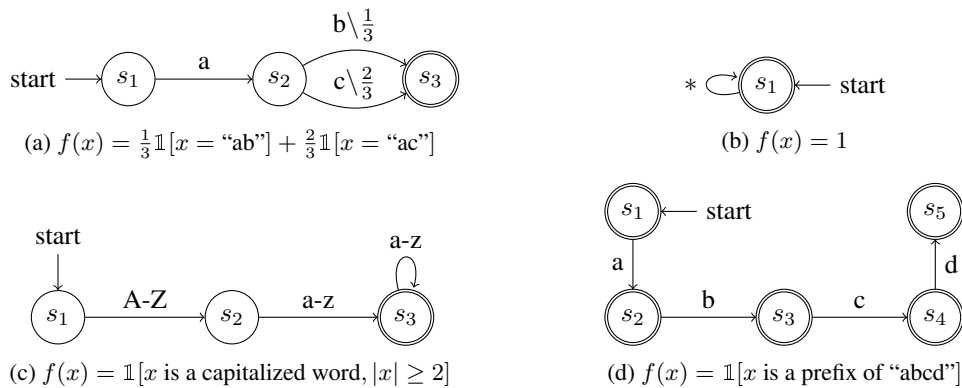 start s₁ a s₂ b\1/3 c\2/3 s₃
(a) f(x) = 1/3 𝟙[x = “ab”] + 2/3 𝟙[x = “ac”]
* s₁ start
(b) f(x) = 1
start
s₁ A-Z s₂ a-z s₃ a-z
(c) f(x) = 𝟙[x is a capitalized word, |x| ≥ 2]
s₁ start s₅
a d
s₂ b s₃ c s₄
(d) f(x) = 𝟙[x is a prefix of “abcd”]